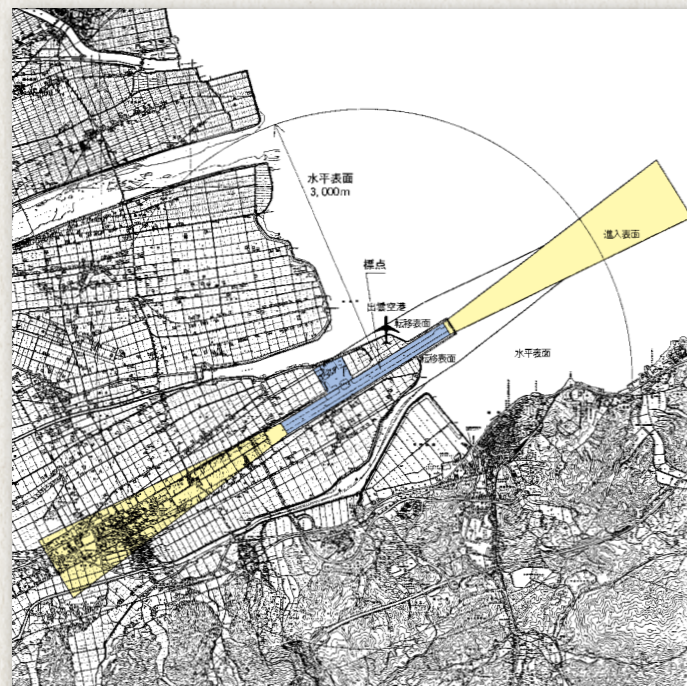 水平表面
3,000m
進入表面
標点
出雲空港
転移表面
転移表面
水平表面